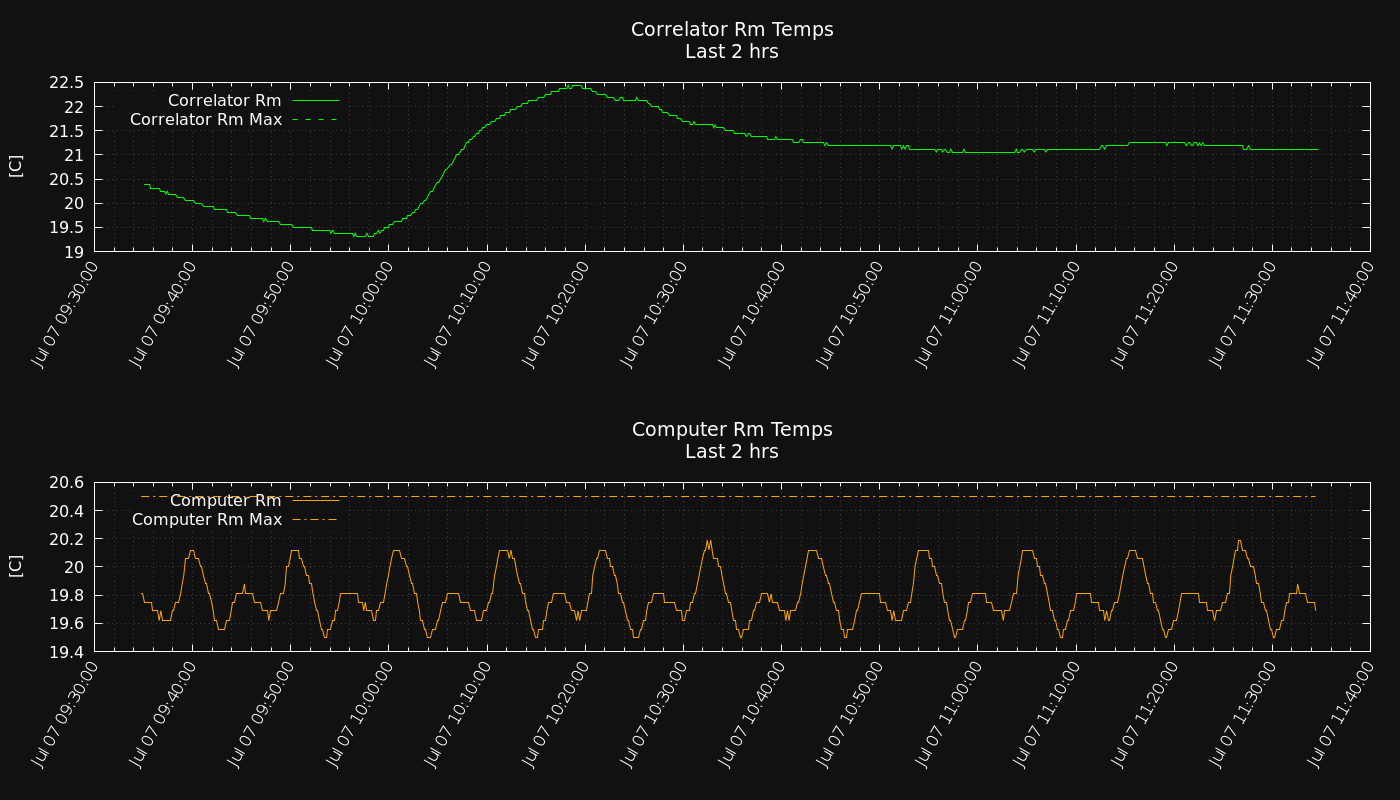 Correlator Rm Temps
Last 2 hrs
22.5
22
21.5
21
20.5
20
19.5
19
[C]
Correlator Rm
Correlator Rm Max
Jul 07 09:30:00
Jul 07 09:40:00
Jul 07 09:50:00
Jul 07 10:00:00
Jul 07 10:10:00
Jul 07 10:20:00
Jul 07 10:30:00
Jul 07 10:40:00
Jul 07 10:50:00
Jul 07 11:00:00
Jul 07 11:10:00
Jul 07 11:20:00
Jul 07 11:30:00
Jul 07 11:40:00
Computer Rm Temps
Last 2 hrs
20.6
20.4
20.2
20
19.8
19.6
19.4
[C]
Computer Rm
Computer Rm Max
Jul 07 09:30:00
Jul 07 09:40:00
Jul 07 09:50:00
Jul 07 10:00:00
Jul 07 10:10:00
Jul 07 10:20:00
Jul 07 10:30:00
Jul 07 10:40:00
Jul 07 10:50:00
Jul 07 11:00:00
Jul 07 11:10:00
Jul 07 11:20:00
Jul 07 11:30:00
Jul 07 11:40:00